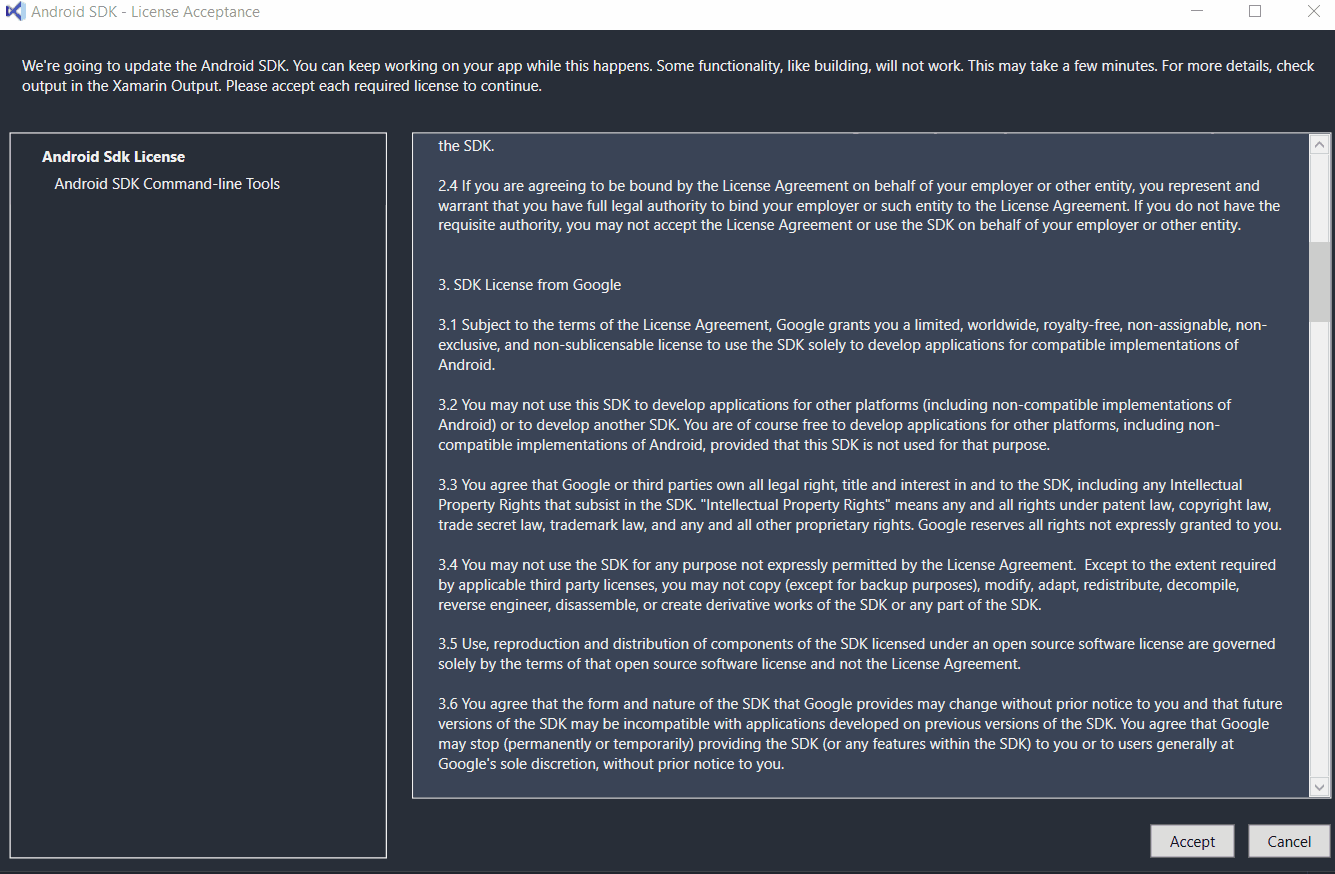 Android SDK - License Acceptance
We're going to update the Android SDK. You can keep working on your app while this happens. Some functionality, like building, will not work. This may take a few minutes. For more details, check
output in the Xamarin Output. Please accept each required license to continue.
Android Sdk License
Android SDK Command-line Tools
the SDK.
2.4 If you are agreeing to be bound by the License Agreement on behalf of your employer or other entity, you represent and
warrant that you have full legal authority to bind your employer or such entity to the License Agreement. If you do not have the
requisite authority, you may not accept the License Agreement or use the SDK on behalf of your employer or other entity.
3. SDK License from Google
3.1 Subject to the terms of the License Agreement, Google grants you a limited, worldwide, royalty-free, non-assignable, non-
exclusive, and non-sublicensable license to use the SDK solely to develop applications for compatible implementations of
Android.
3.2 You may not use this SDK to develop applications for other platforms (including non-compatible implementations of
Android) or to develop another SDK. You are of course free to develop applications for other platforms, including non-
compatible implementations of Android, provided that this SDK is not used for that purpose.
3.3 You agree that Google or third parties own all legal right, title and interest in and to the SDK, including any Intellectual
Property Rights that subsist in the SDK. "Intellectual Property Rights" means any and all rights under patent law, copyright law,
trade secret law, trademark law, and any and all other proprietary rights. Google reserves all rights not expressly granted to you.
3.4 You may not use the SDK for any purpose not expressly permitted by the License Agreement.  Except to the extent required
by applicable third party licenses, you may not copy (except for backup purposes), modify, adapt, redistribute, decompile,
reverse engineer, disassemble, or create derivative works of the SDK or any part of the SDK.
3.5 Use, reproduction and distribution of components of the SDK licensed under an open source software license are governed
solely by the terms of that open source software license and not the License Agreement.
3.6 You agree that the form and nature of the SDK that Google provides may change without prior notice to you and that future
versions of the SDK may be incompatible with applications developed on previous versions of the SDK. You agree that Google
may stop (permanently or temporarily) providing the SDK (or any features within the SDK) to you or to users generally at
Google's sole discretion, without prior notice to you.
Accept
Cancel